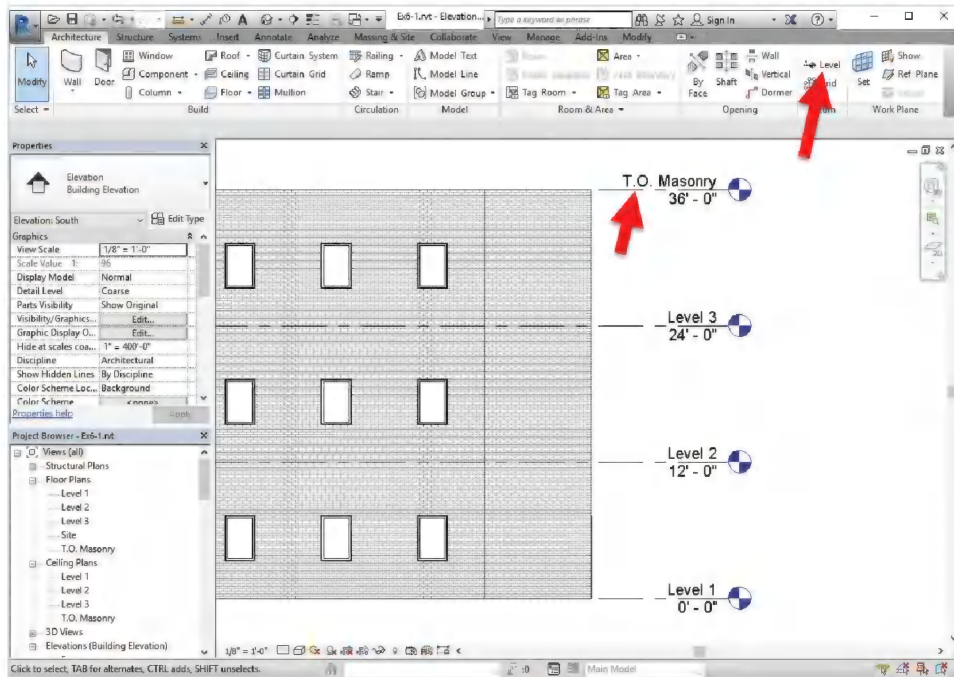 Ex6-1.rvt - Elevation...
Type a keyword or phrase
Sign In
Architecture Structure Systems Insert Annotate Analyze Massing & Site Collaborate View Manage Add-Ins Modify
Modify
Wall
Door
Window
Component
Column
Roof
Ceiling
Floor
Curtain System
Curtain Grid
Mullion
Railing
Ramp
Stair
Model Text
Model Line
Model Group
Room
Tag Room
Area
Tag Area
By Face
Shaft
Wall
Vertical
Dormer
Level
Set
Show
Ref Plane
Select
Build
Circulation
Model
Room & Area
Opening
Work Plane
Properties
Elevation
Building Elevation
Elevation: South
Edit Type
Graphics
View Scale 1/8" = 1'-0"
Scale Value 1: 96
Display Model Normal
Detail Level Coarse
Parts Visibility Show Original
Visibility/Graphics... Edit...
Graphic Display O... Edit...
Hide at scales coa... 1" = 400'-0"
Discipline Architectural
Show Hidden Lines By Discipline
Color Scheme Loc... Background
Color Scheme <none>
Properties help
Apply
Project Browser - Ex6-1.rvt
Views (all)
Structural Plans
Floor Plans
Level 1
Level 2
Level 3
Site
T.O. Masonry
Ceiling Plans
Level 1
Level 2
Level 3
T.O. Masonry
3D Views
Elevations (Building Elevation)
T.O. Masonry
36' - 0"
Level 3
24' - 0"
Level 2
12' - 0"
Level 1
0' - 0"
2D
1/8" = 1'-0"
Click to select, TAB for alternates, CTRL adds, SHIFT unselects.
:0
Main Model